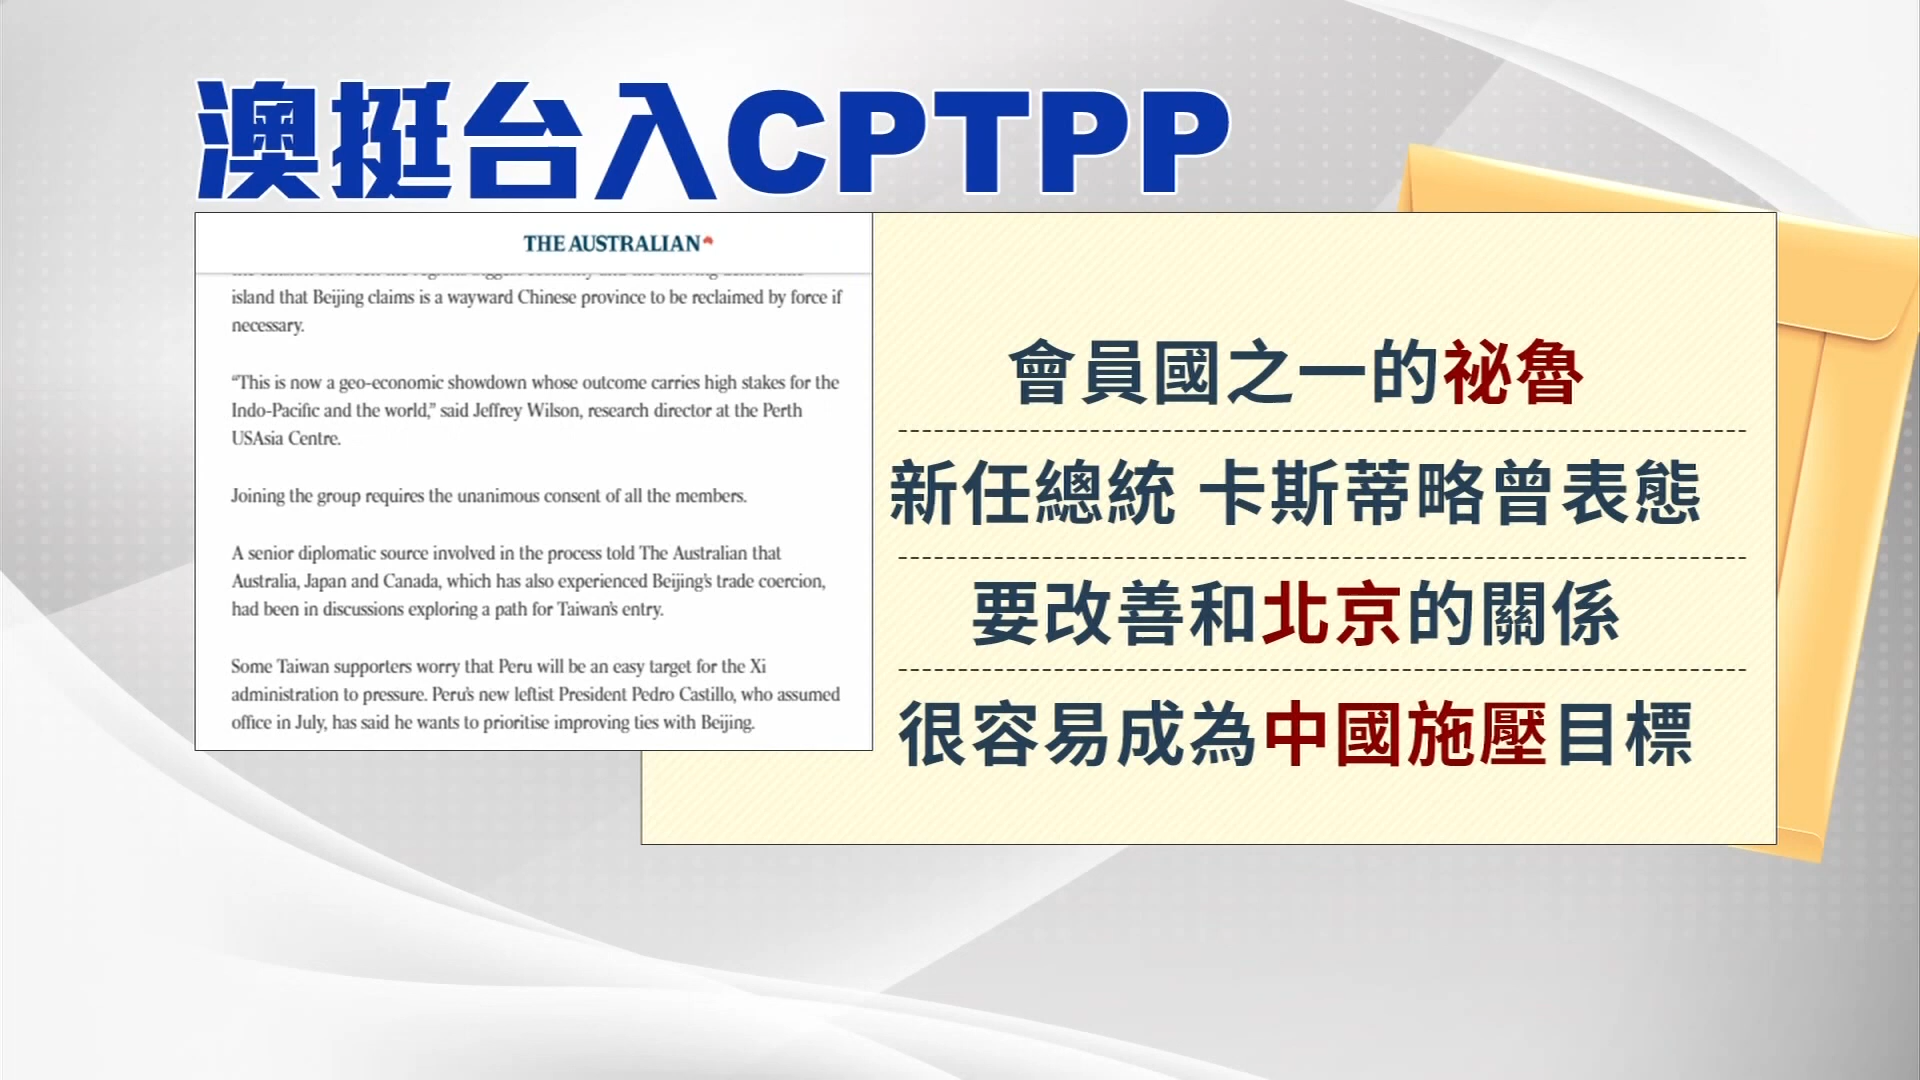 澳挺台入CPTPP
THE AUSTRALIAN
island that Beijing claims is a wayward Chinese province to be reclaimed by force if
necessary.
“This is now a geo-economic showdown whose outcome carries high stakes for the
Indo-Pacific and the world,” said Jeffrey Wilson, research director at the Perth
USAsia Centre.
Joining the group requires the unanimous consent of all the members.
A senior diplomatic source involved in the process told The Australian that
Australia, Japan and Canada, which has also experienced Beijing’s trade coercion,
had been in discussions exploring a path for Taiwan’s entry.
Some Taiwan supporters worry that Peru will be an easy target for the Xi
administration to pressure. Peru’s new leftist President Pedro Castillo, who assumed
office in July, has said he wants to prioritise improving ties with Beijing.
會員國之一的祕魯
新任總統 卡斯蒂略曾表態
要改善和北京的關係
很容易成為中國施壓目標